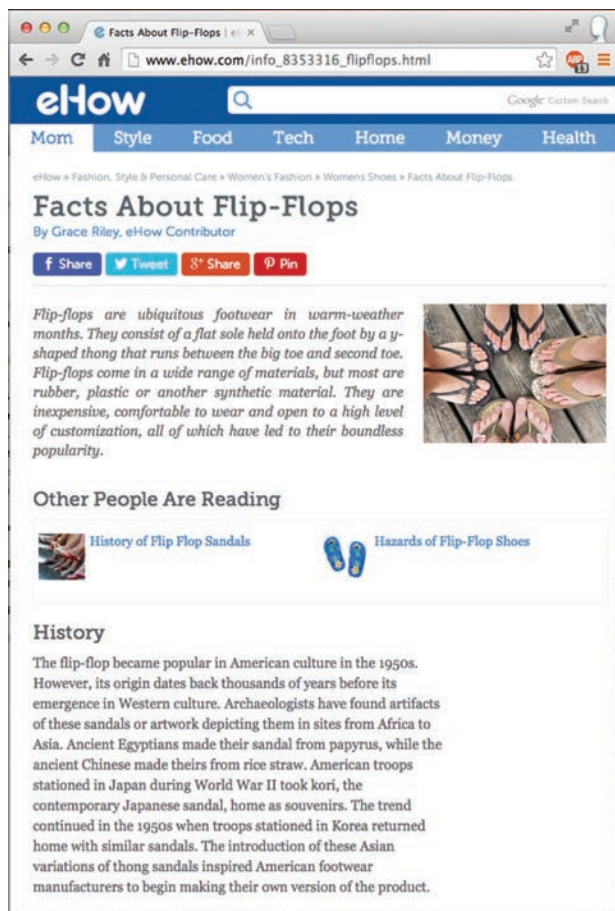 Facts About Flip-Flops | eH
www.ehow.com/info_8353316_flipflops.html
ABP
13
eHow
Google Custom Search
Mom Style Food Tech Home Money Health
eHow » Fashion, Style & Personal Care » Women's Fashion » Womens Shoes » Facts About Flip-Flops
Facts About Flip-Flops
By Grace Riley, eHow Contributor
f Share Tweet 8+ Share Pin
Flip-flops are ubiquitous footwear in warm-weather
months. They consist of a flat sole held onto the foot by a y-
shaped thong that runs between the big toe and second toe.
Flip-flops come in a wide range of materials, but most are
rubber, plastic or another synthetic material. They are
inexpensive, comfortable to wear and open to a high level
of customization, all of which have led to their boundless
popularity.
Other People Are Reading
History of Flip Flop Sandals
Hazards of Flip-Flop Shoes
History
The flip-flop became popular in American culture in the 1950s.
However, its origin dates back thousands of years before its
emergence in Western culture. Archaeologists have found artifacts
of these sandals or artwork depicting them in sites from Africa to
Asia. Ancient Egyptians made their sandal from papyrus, while the
ancient Chinese made theirs from rice straw. American troops
stationed in Japan during World War II took kori, the
contemporary Japanese sandal, home as souvenirs. The trend
continued in the 1950s when troops stationed in Korea returned
home with similar sandals. The introduction of these Asian
variations of thong sandals inspired American footwear
manufacturers to begin making their own version of the product.